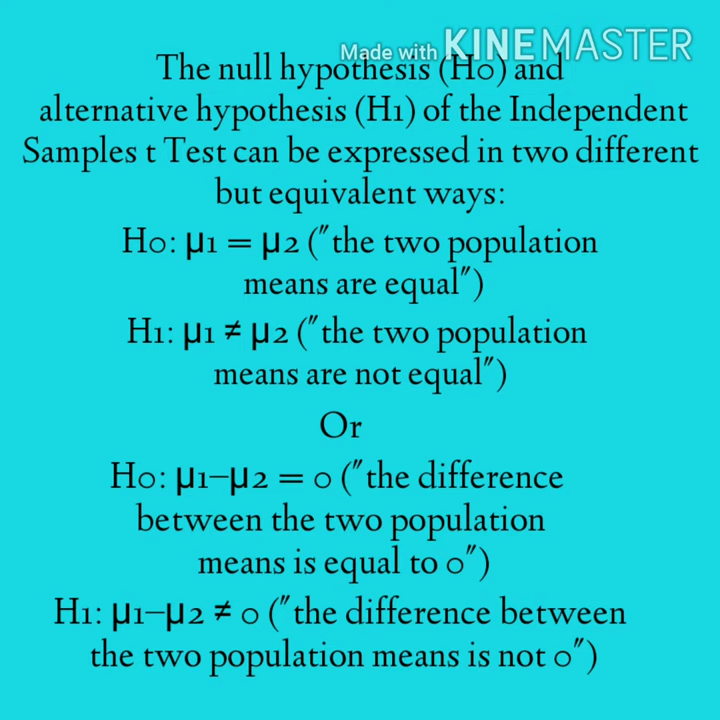 Made with KINEMASTER
The null hypothesis (H0) and
alternative hypothesis (H1) of the Independent
Samples t Test can be expressed in two different
but equivalent ways:
H0: µ1 = µ2 ("the two population
means are equal")
H1: µ1 ≠ µ2 ("the two population
means are not equal")
Or
H0: µ1–µ2 = 0 ("the difference
between the two population
means is equal to 0")
H1: µ1–µ2 ≠ 0 ("the difference between
the two population means is not 0")